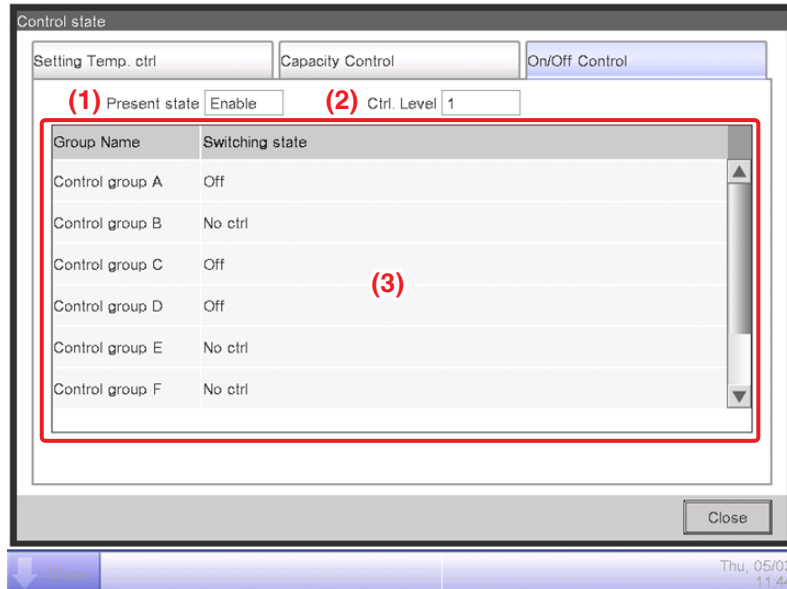 Control state
Setting Temp. ctrl Capacity Control On/Off Control
(1) Present state Enable (2) Ctrl. Level 1
Group Name Switching state
Control group A Off
Control group B No ctrl
Control group C Off
(3)
Control group D Off
Control group E No ctrl
Control group F No ctrl
Close
Thu, 05/03
11:44